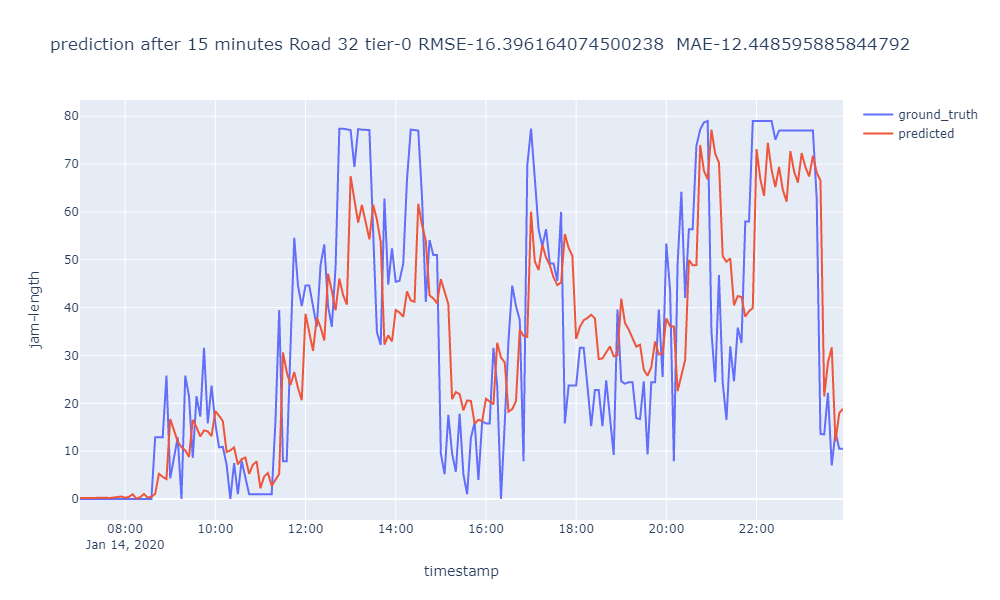 prediction after 15 minutes Road 32 tier-0 RMSE-16.396164074500238 MAE-12.448595885844792
ground_truth
predicted
80
70
60
50
40
30
20
10
0
jam-length
08:00 10:00 12:00 14:00 16:00 18:00 20:00 22:00
Jan 14, 2020
timestamp